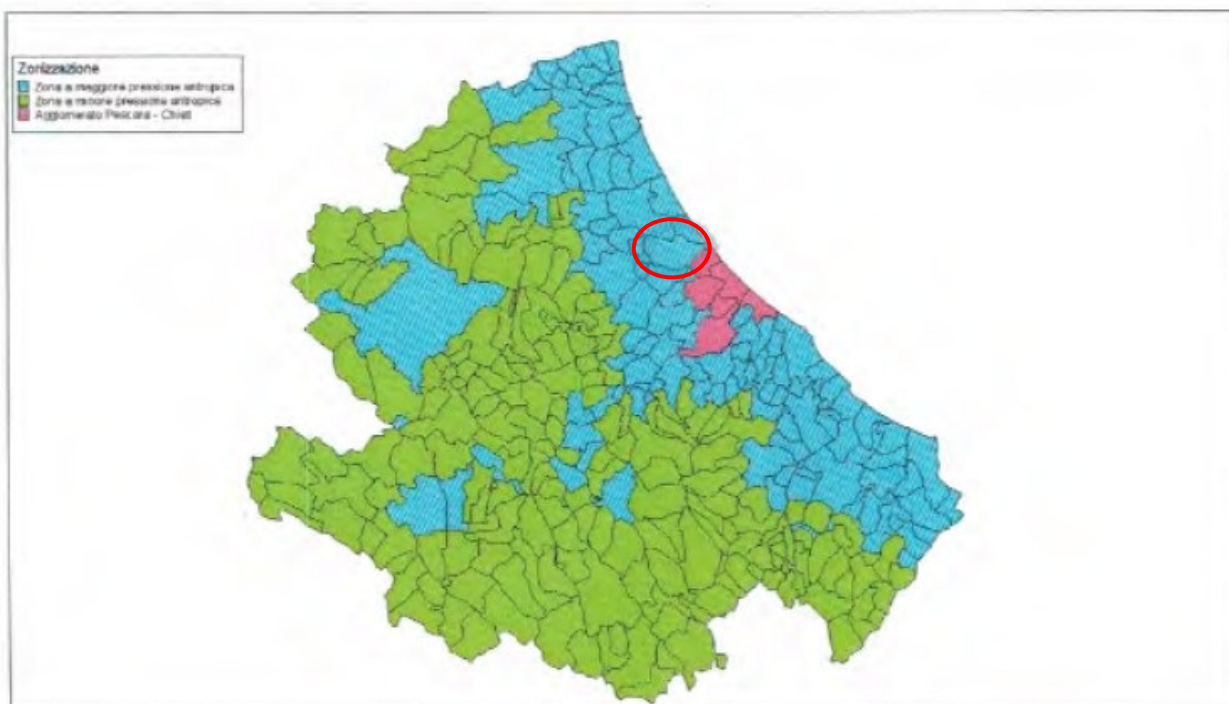 Zonizzazione
Zona a maggiore pressione antropica
Zona a minore pressione antropica
Agglomerato Pescara - Chieti